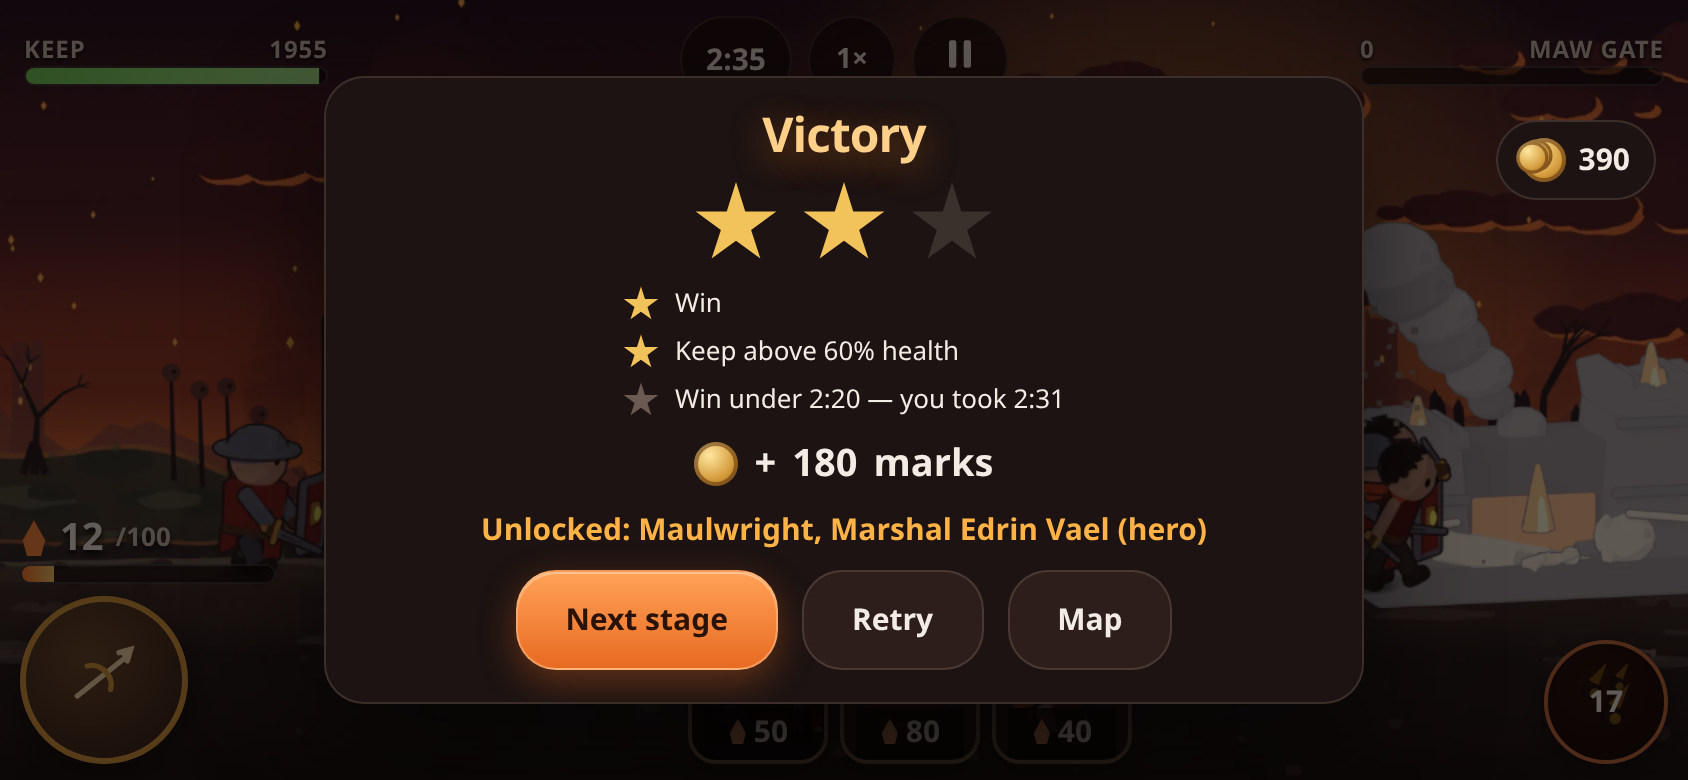 KEEP 1955
2:35
1×
0 MAW GATE
390
Victory
Win
Keep above 60% health
Win under 2:20 — you took 2:31
+ 180 marks
Unlocked: Maulwright, Marshal Edrin Vael (hero)
12 /100
Next stage
Retry
Map
50
80
40
17